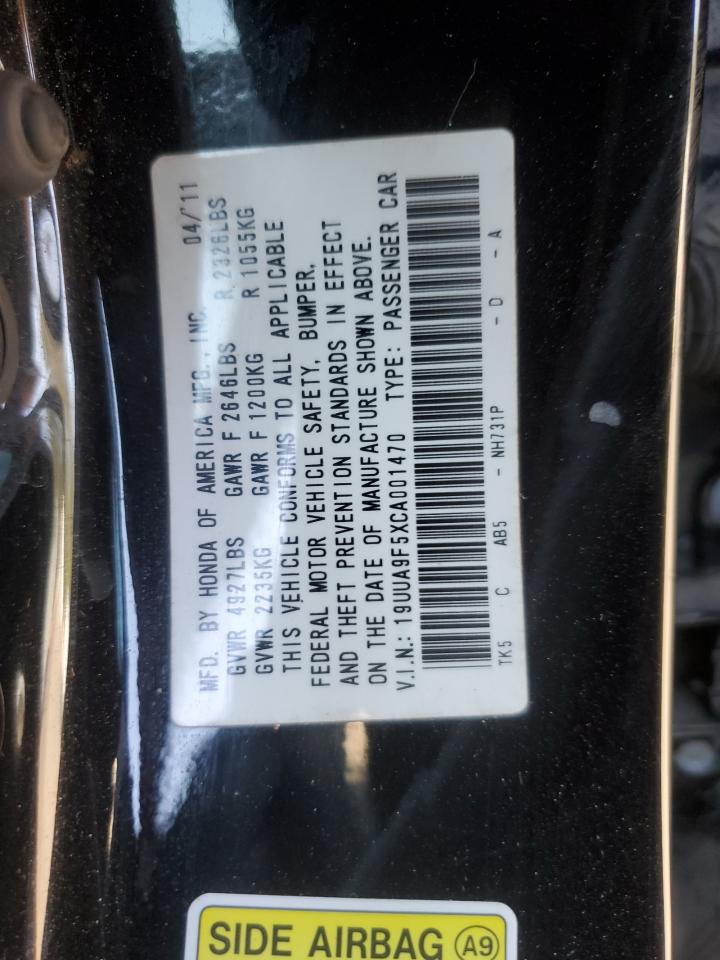 MFD. BY HONDA OF AMERICA MFG., INC. 04/'11
GVWR 4927LBS GAWR F 2646LBS R 2326LBS
GVWR 2235KG GAWR F 1200KG R 1055KG
THIS VEHICLE CONFORMS TO ALL APPLICABLE
FEDERAL MOTOR VEHICLE SAFETY, BUMPER,
AND THEFT PREVENTION STANDARDS IN EFFECT
ON THE DATE OF MANUFACTURE SHOWN ABOVE.
V.I.N.: 19UUA9F5XCA001470 TYPE: PASSENGER CAR
TK5 C AB5 - NH731P - D - A
SIDE AIRBAG A9